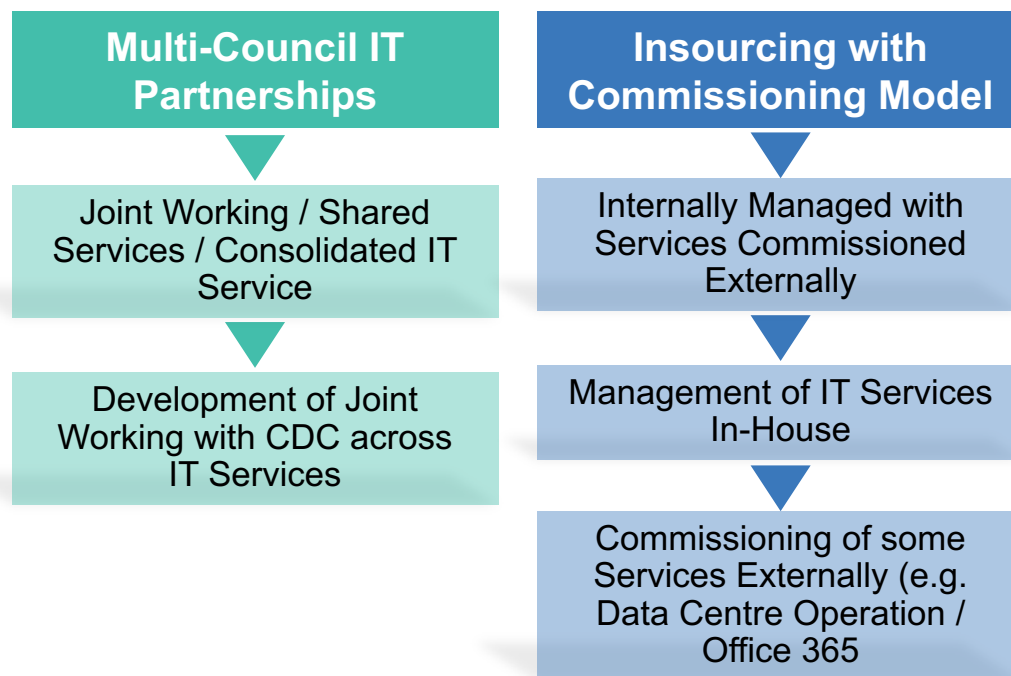 Multi-Council IT
Partnerships
Joint Working / Shared
Services / Consolidated IT
Service
Development of Joint
Working with CDC across
IT Services
Insourcing with
Commissioning Model
Internally Managed with
Services Commissioned
Externally
Management of IT Services
In-House
Commissioning of some
Services Externally (e.g.
Data Centre Operation /
Office 365